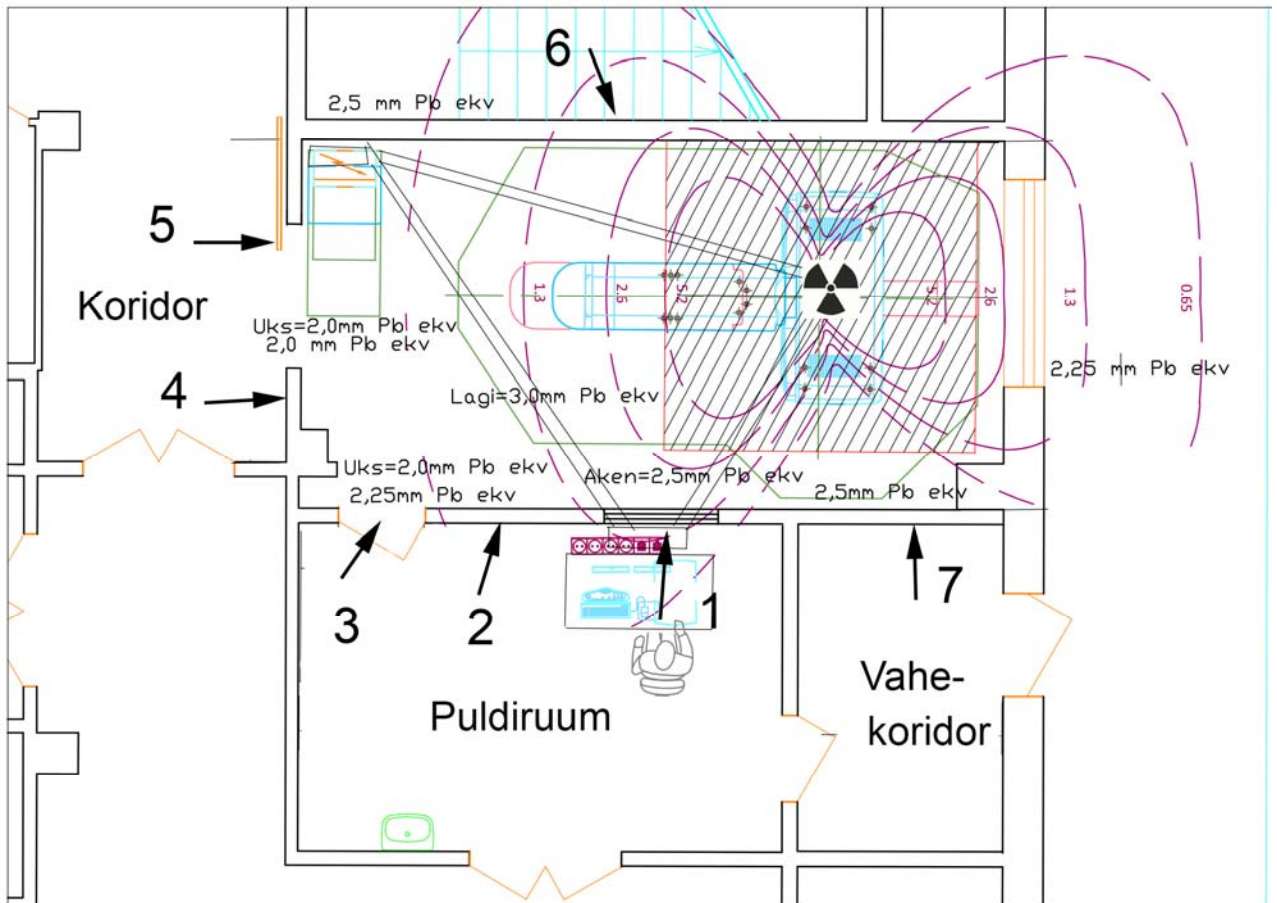 6
2,5 mm Pb ekv
5
Koridor
1.3
2.6
5.2
5.2
2.6
1.3
0.65
Uks=2,0mm Pb ekv
2,0 mm Pb ekv
2,25 mm Pb ekv
4
Lagi=3,0mm Pb ekv
Uks=2,0mm Pb ekv
Aken=2,5mm Pb ekv
2,25mm Pb ekv
2,5mm Pb ekv
3
2
1
7
Puldiruum
Vahe-
koridor